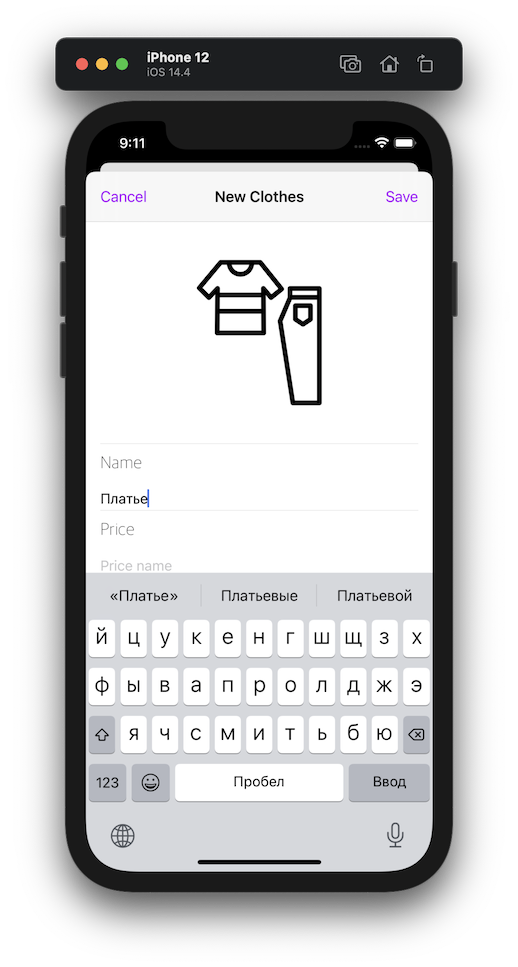 iPhone 12
iOS 14.4
9:11
Cancel New Clothes Save
Name
Платье
Price
Price name
«Платье» Платьевые Платьевой
й ц у к е н г ш щ з х
ф ы в а п р о л д ж э
я ч с м и т ь б ю
123 Пробел Ввод